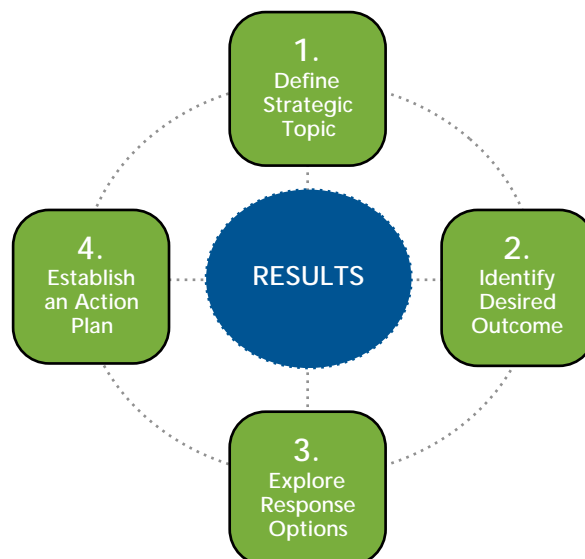 1.
Define
Strategic
Topic
RESULTS
2.
Identify
Desired
Outcome
3.
Explore
Response
Options
4.
Establish
an Action
Plan